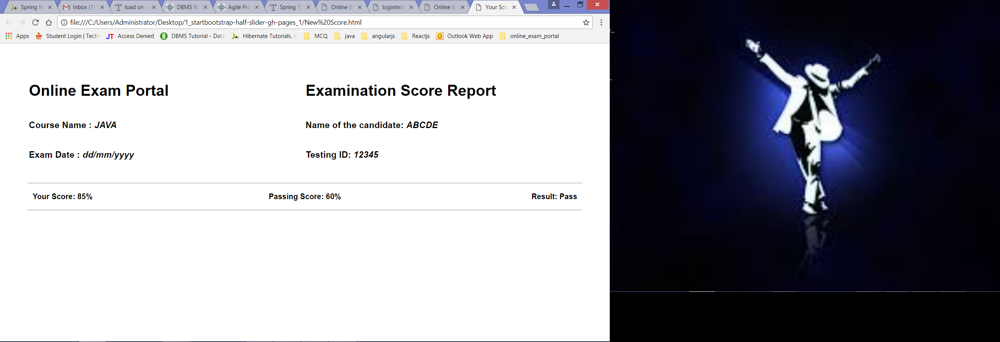 Spring M
Inbox (1)
load on s
DBMS N
Agile Pri
Spring T
Online E
logintest
Online E
Your Sco
file:///C:/Users/Administrator/Desktop/1_startbootstrap-half-slider-gh-pages_1/New%20Score.html
Apps
Student Login | Tech
Access Denied
DBMS Tutorial - Data
Hibernate Tutorials, H
MCQ
java
angularjs
Reactjs
Outlook Web App
online_exam_portal
Online Exam Portal
Examination Score Report
Course Name : JAVA
Name of the candidate: ABCDE
Exam Date : dd/mm/yyyy
Testing ID: 12345
Your Score: 85%
Passing Score: 60%
Result: Pass